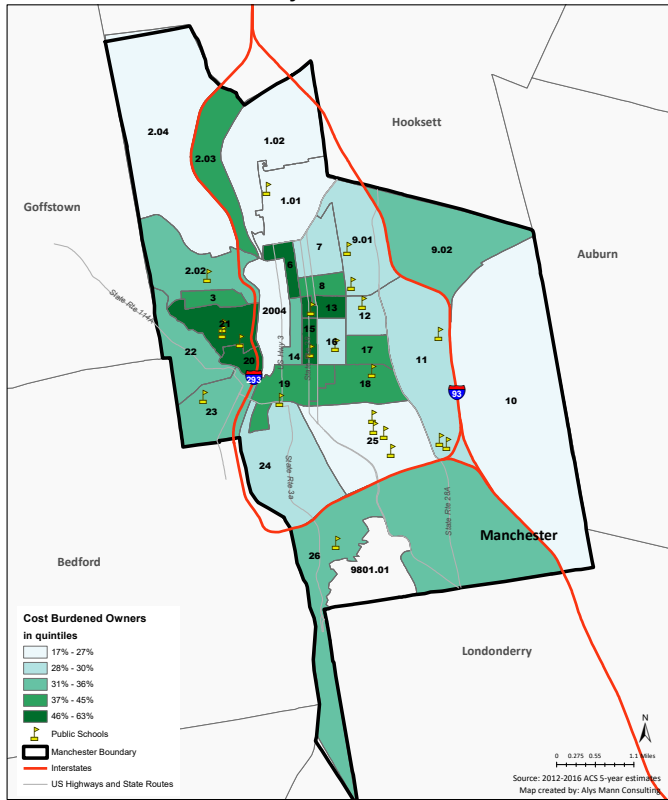 Hooksett
Goffstown
Auburn
Bedford
Londonderry
Manchester
2.04
2.03
1.02
1.01
9.01
9.02
7
6
2.02
3
8
2004
13
12
21
15
16
14
17
22
20
11
10
19
18
23
25
24
26
9801.01
State Rte 114A
US Hwy 3
State Rte 3a
State Rte 28A
293
93
Cost Burdened Owners
in quintiles
17% - 27%
28% - 30%
31% - 36%
37% - 45%
46% - 63%
Public Schools
Manchester Boundary
Interstates
US Highways and State Routes
N
0 0.275 0.55 1.1 Miles
Source: 2012-2016 ACS 5-year estimates
Map created by: Alys Mann Consulting